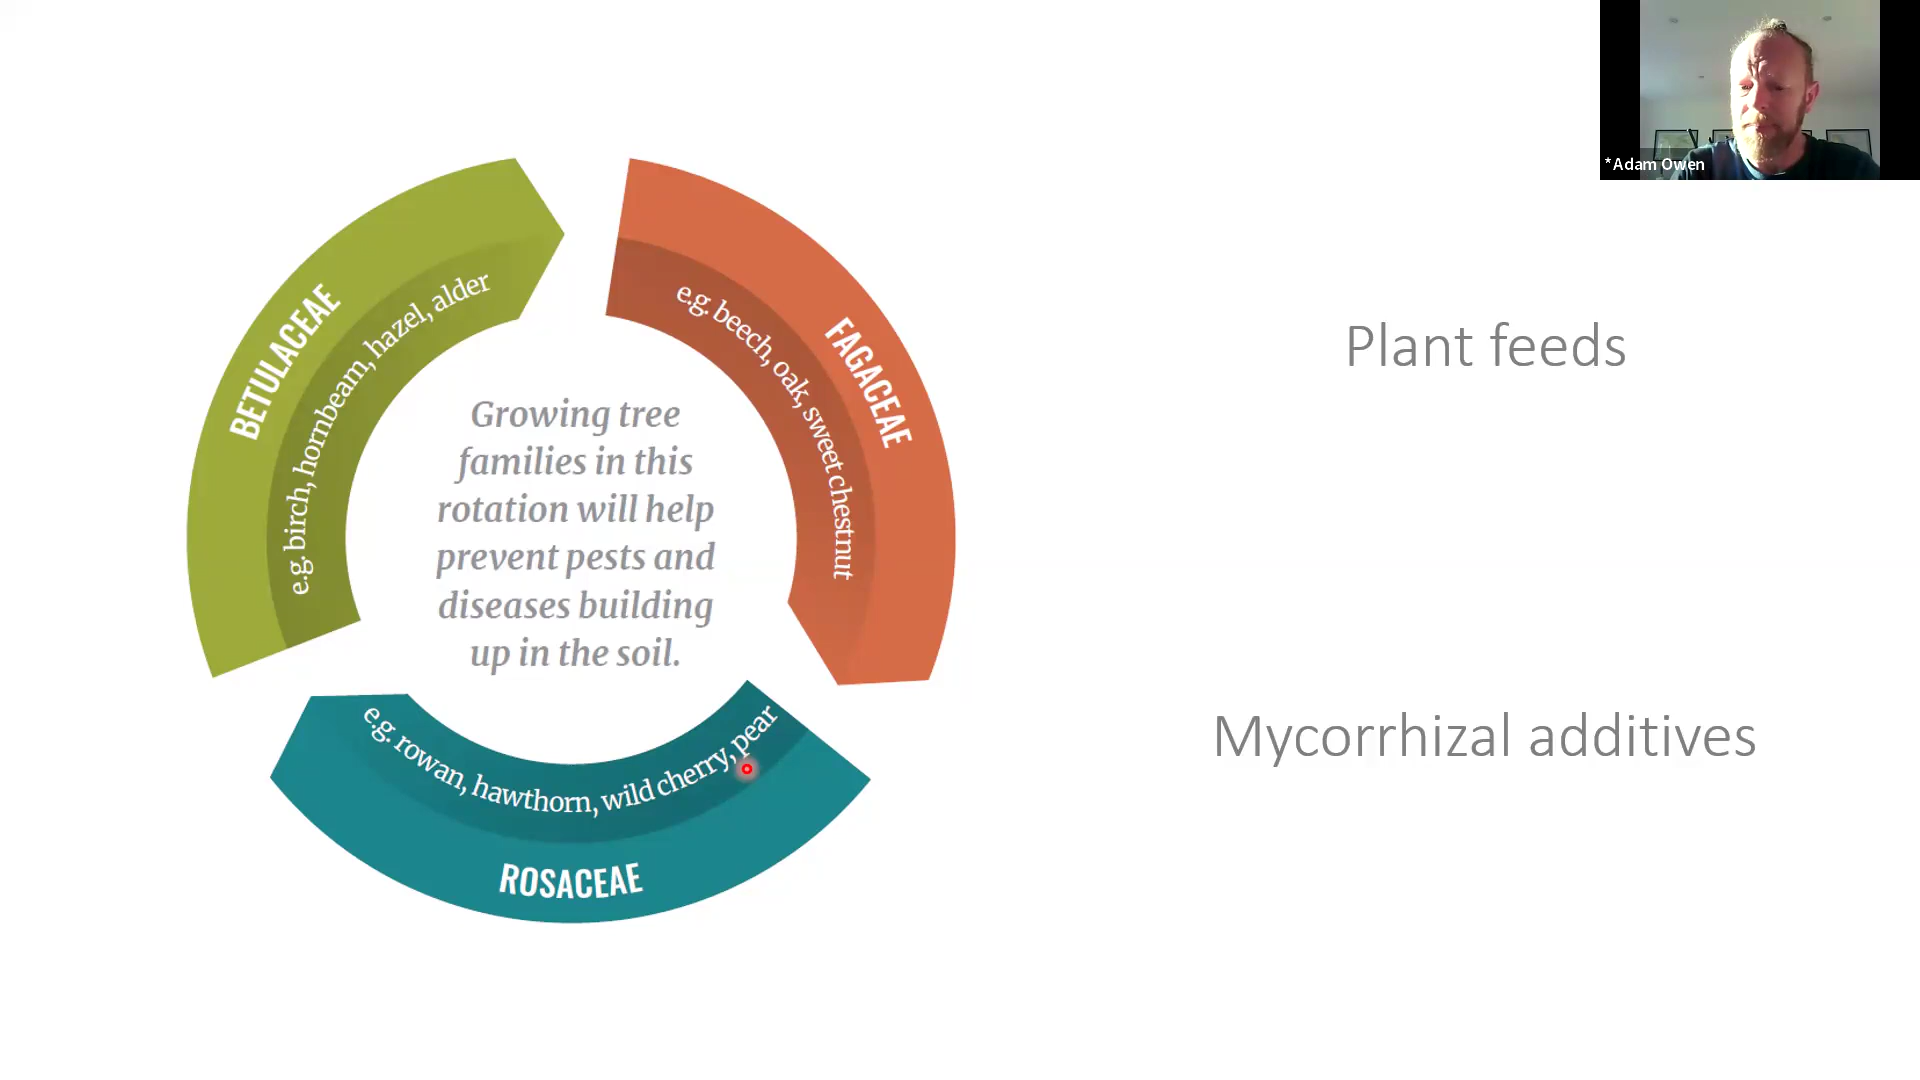 *Adam Owen
BETULACEAE
e.g. birch, hornbeam, hazel, alder
FAGACEAE
e.g. beech, oak, sweet chestnut
ROSACEAE
e.g. rowan, hawthorn, wild cherry, pear
Growing tree
families in this
rotation will help
prevent pests and
diseases building
up in the soil.
Plant feeds
Mycorrhizal additives